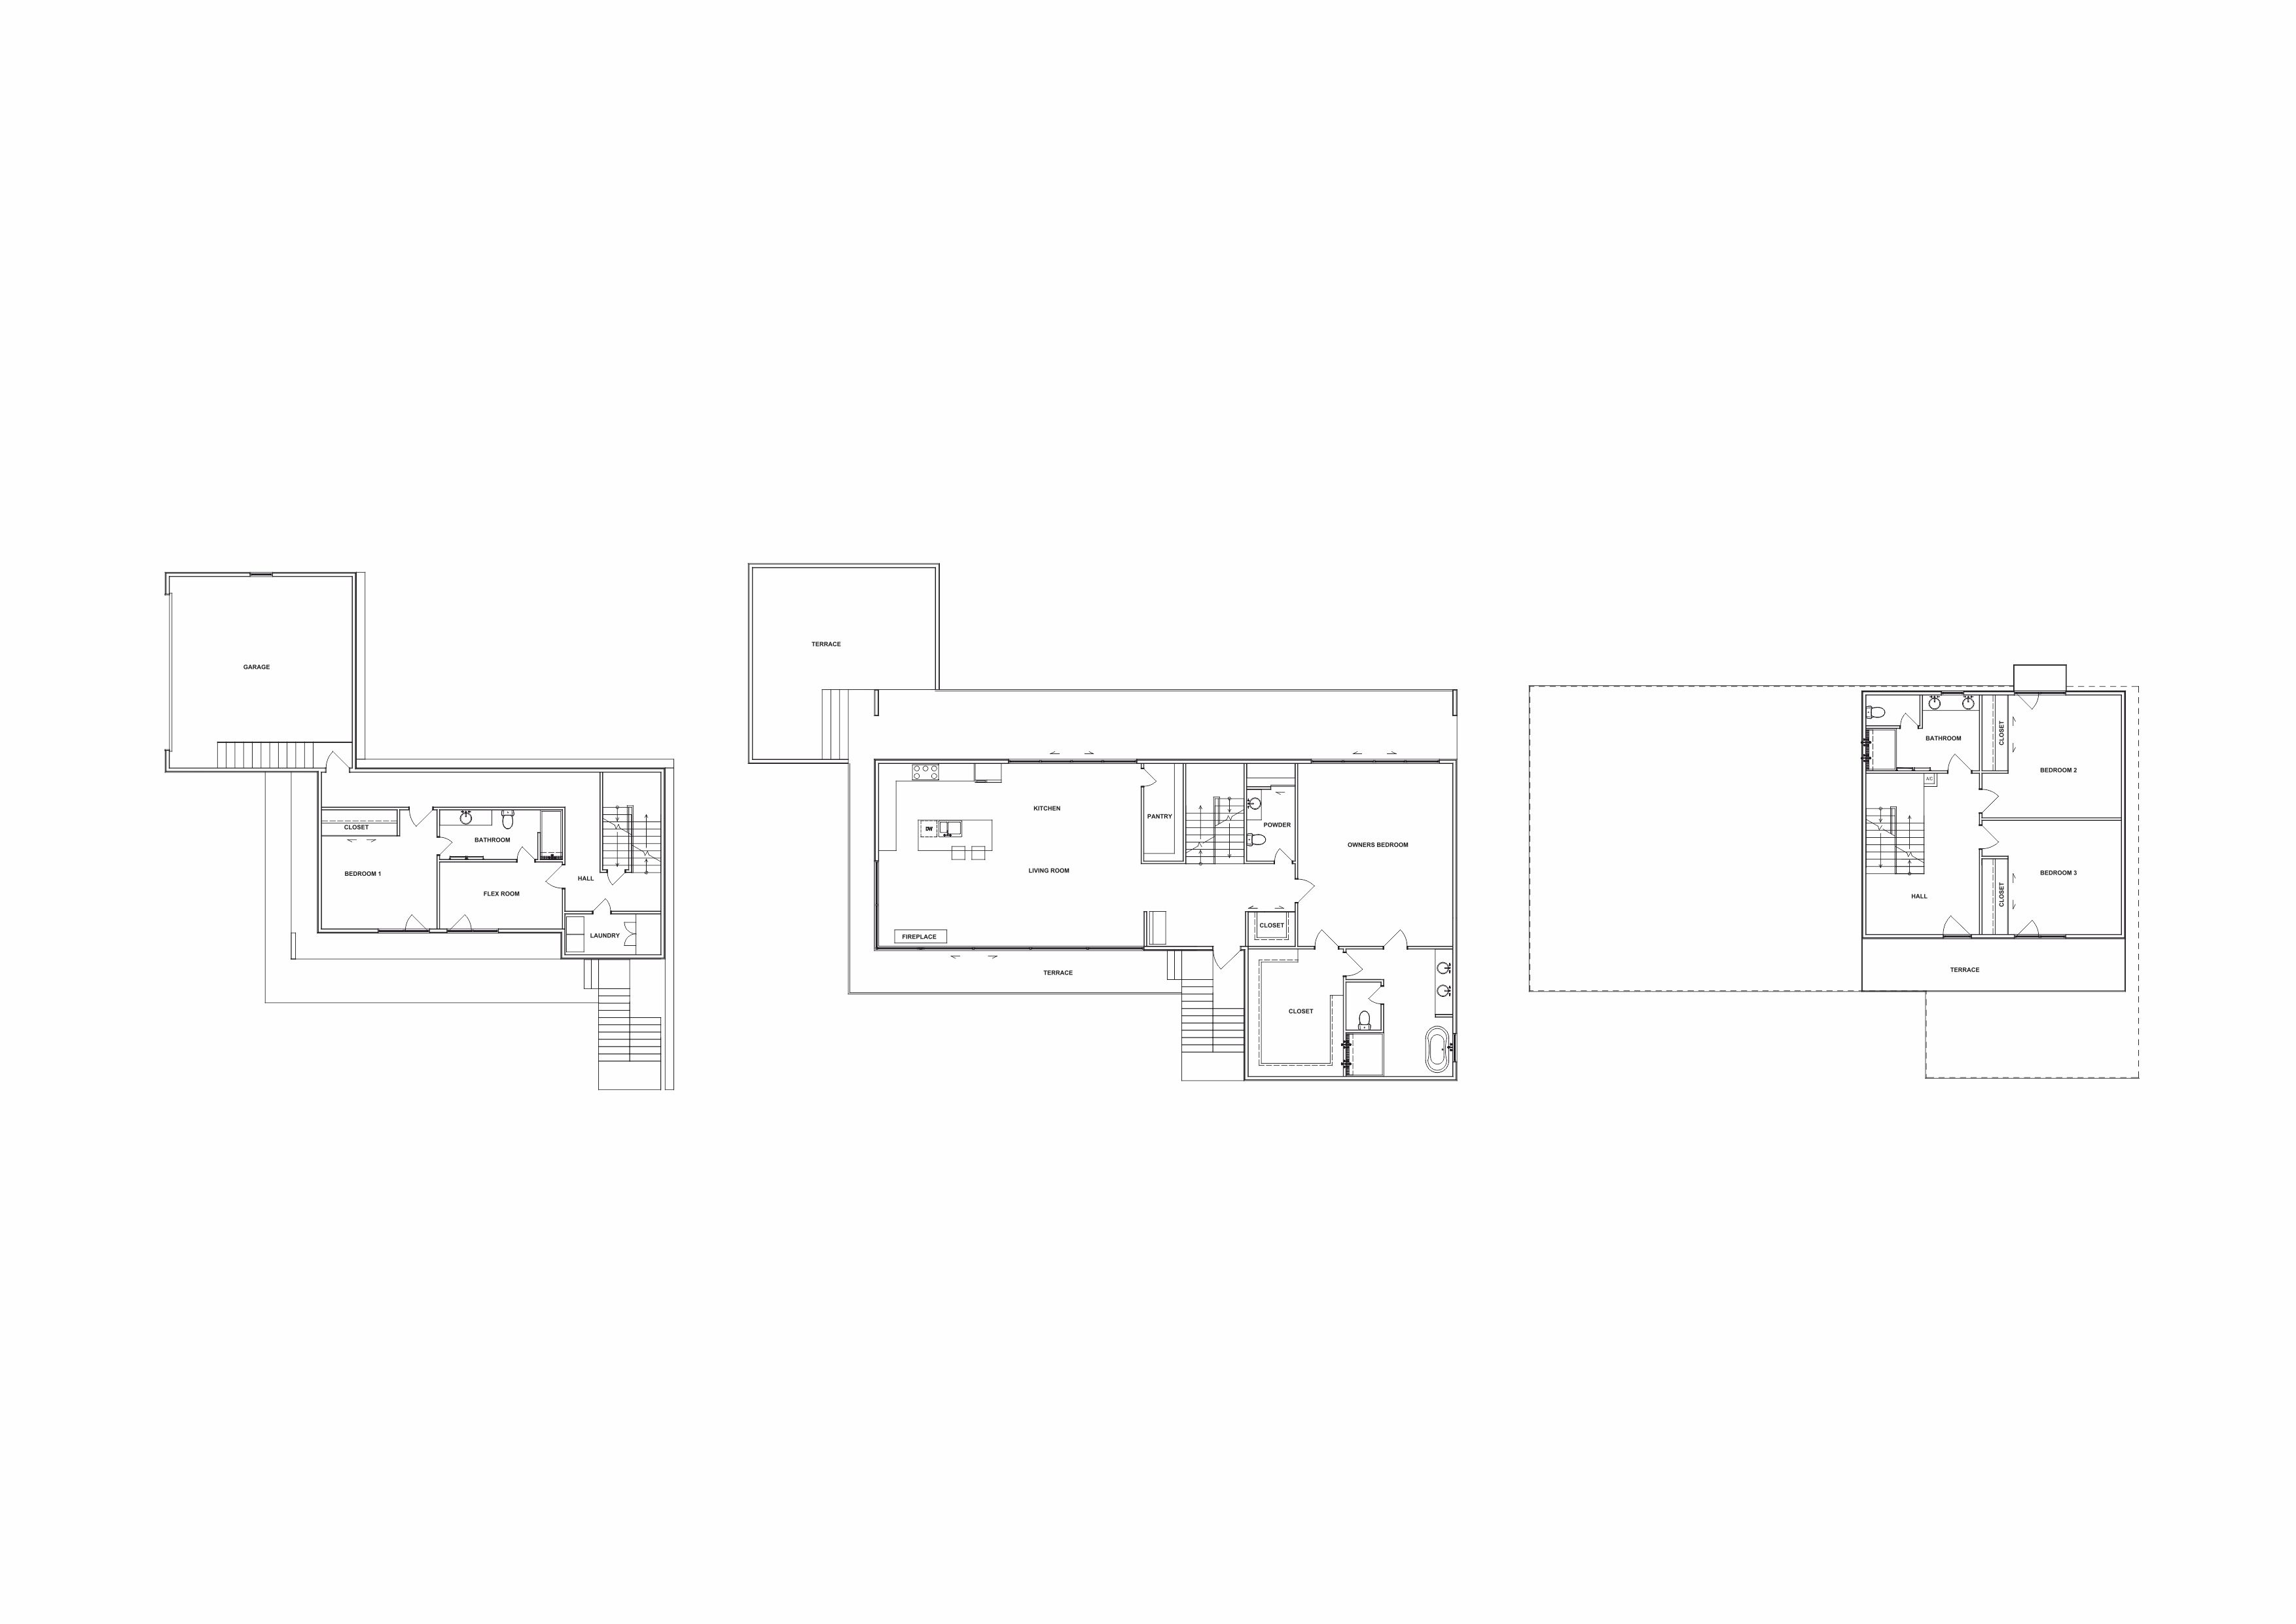 GARAGE
CLOSET
BATHROOM
BEDROOM 1
HALL
FLEX ROOM
LAUNDRY
TERRACE
KITCHEN
PANTRY
POWDER
OWNERS BEDROOM
LIVING ROOM
CLOSET
FIREPLACE
TERRACE
CLOSET
DW
BATHROOM
CLOSET
BEDROOM 2
A/C
BEDROOM 3
CLOSET
HALL
TERRACE